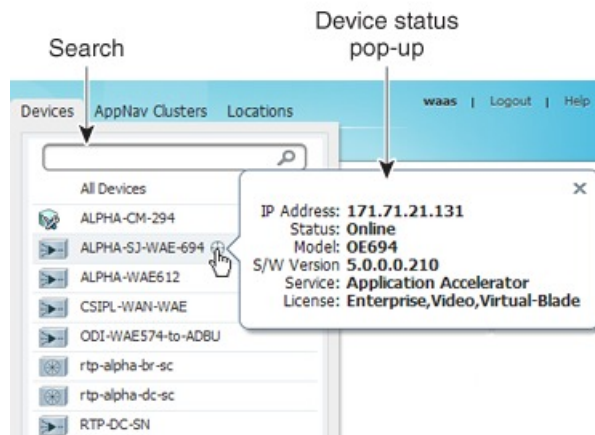 Device status
pop-up
Search
Devices AppNav Clusters Locations
waas | Logout | Help
All Devices
ALPHA-CM-294
ALPHA-SJ-WAE-694
ALPHA-WAE612
CSIPL-WAN-WAE
ODI-WAE574-to-ADBU
rtp-alpha-br-sc
rtp-alpha-dc-sc
RTP-DC-SN
IP Address: 171.71.21.131
Status: Online
Model: OE694
S/W Version 5.0.0.0.210
Service: Application Accelerator
License: Enterprise,Video,Virtual-Blade